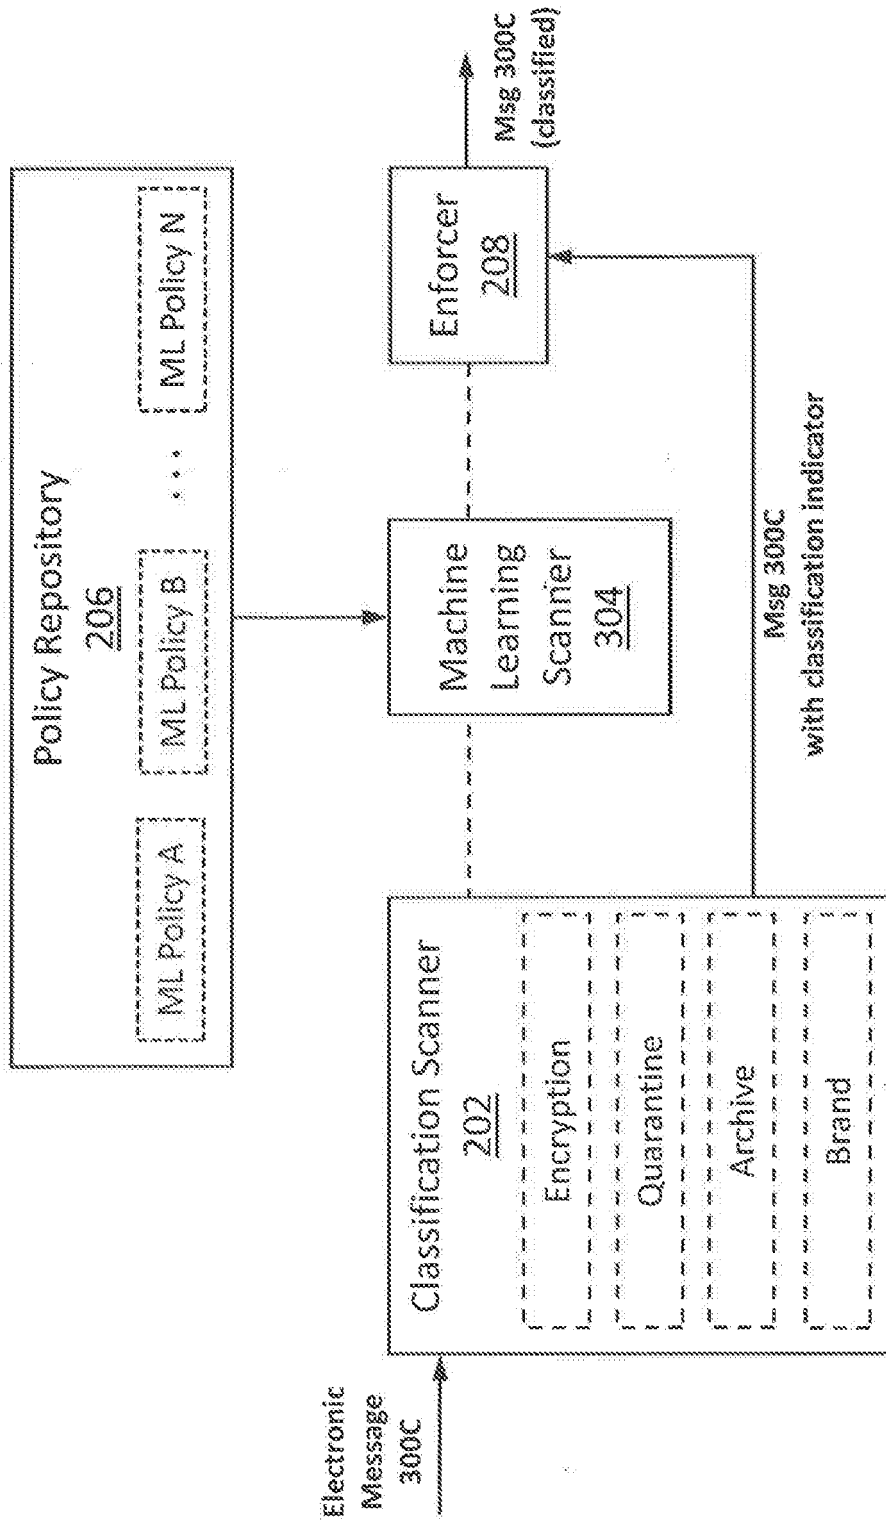 Policy Repository
206
ML Policy A
ML Policy B
...
ML Policy N
Electronic
Message
300C
Classification Scanner
202
Encryption
Quarantine
Archive
Brand
Machine
Learning
Scanner
304
Enforcer
208
Msg 300C
(classified)
Msg 300C
with classification indicator